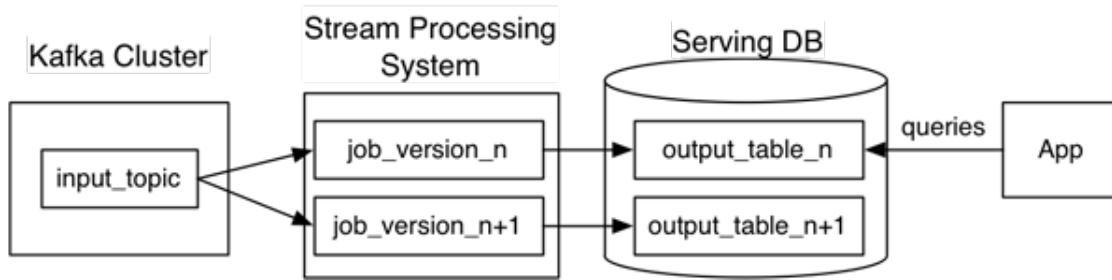 Kafka Cluster
Stream Processing
System
Serving DB
input_topic
job_version_n
job_version_n+1
output_table_n
output_table_n+1
queries
App